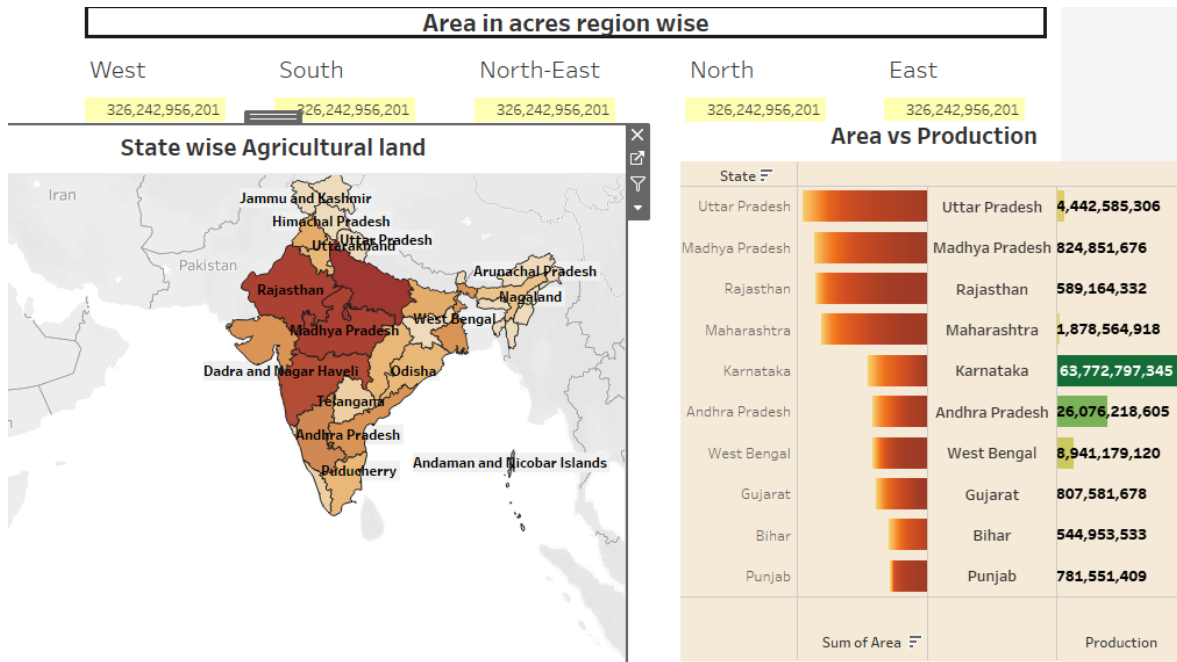 Area in acres region wise
West South North-East North East
326,242,956,201 326,242,956,201 326,242,956,201 326,242,956,201 326,242,956,201
State wise Agricultural land
Iran
Pakistan
Jammu and Kashmir
Himachal Pradesh
Uttar Pradesh
Uttarakhand
Arunachal Pradesh
Rajasthan
Nagaland
Madhya Pradesh
West Bengal
Dadra and Nagar Haveli
Odisha
Telangana
Andhra Pradesh
Puducherry
Andaman and Nicobar Islands
Area vs Production
State
Uttar Pradesh Uttar Pradesh 4,442,585,306
Madhya Pradesh Madhya Pradesh 824,851,676
Rajasthan Rajasthan 589,164,332
Maharashtra Maharashtra 1,878,564,918
Karnataka Karnataka 63,772,797,345
Andhra Pradesh Andhra Pradesh 26,076,218,605
West Bengal West Bengal 8,941,179,120
Gujarat Gujarat 807,581,678
Bihar Bihar 544,953,533
Punjab Punjab 781,551,409
Sum of Area Production